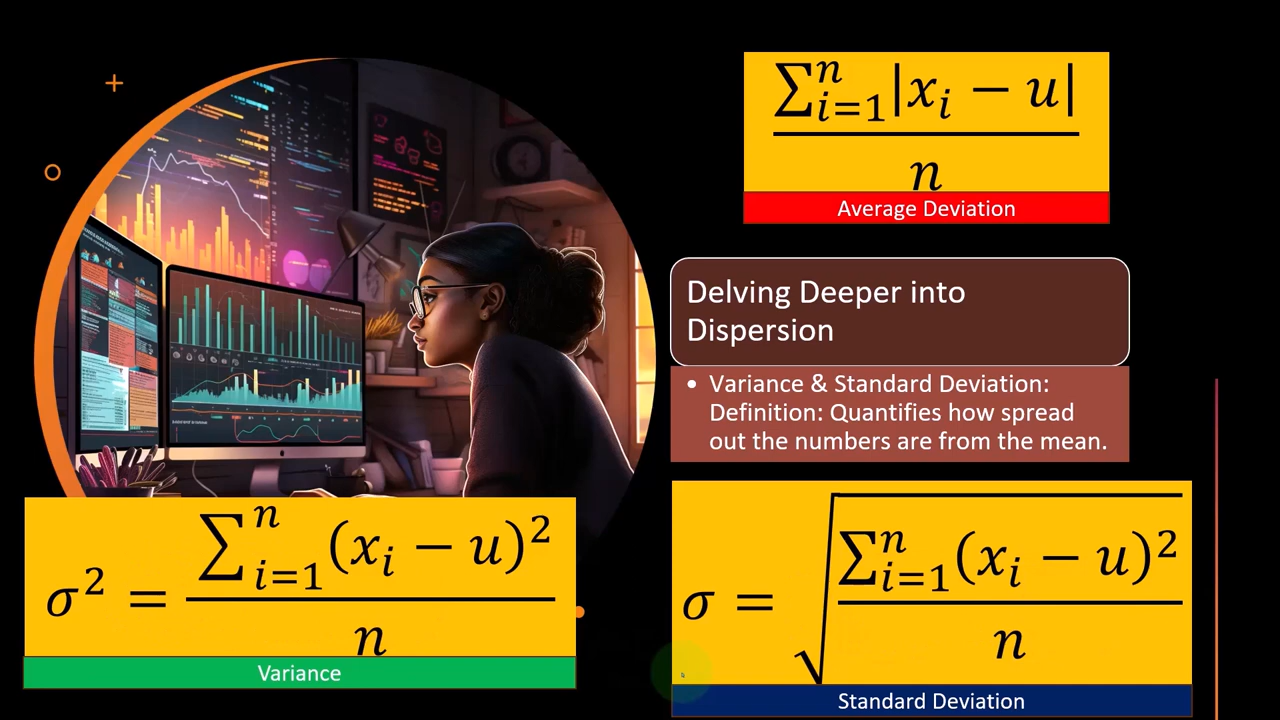 ∑ⁿᵢ₌₁|xᵢ − u|
n
Average Deviation
Delving Deeper into
Dispersion
• Variance & Standard Deviation:
Definition: Quantifies how spread
out the numbers are from the mean.
σ² = ∑ⁿᵢ₌₁(xᵢ − u)²
n
Variance
σ = √∑ⁿᵢ₌₁(xᵢ − u)²
n
Standard Deviation